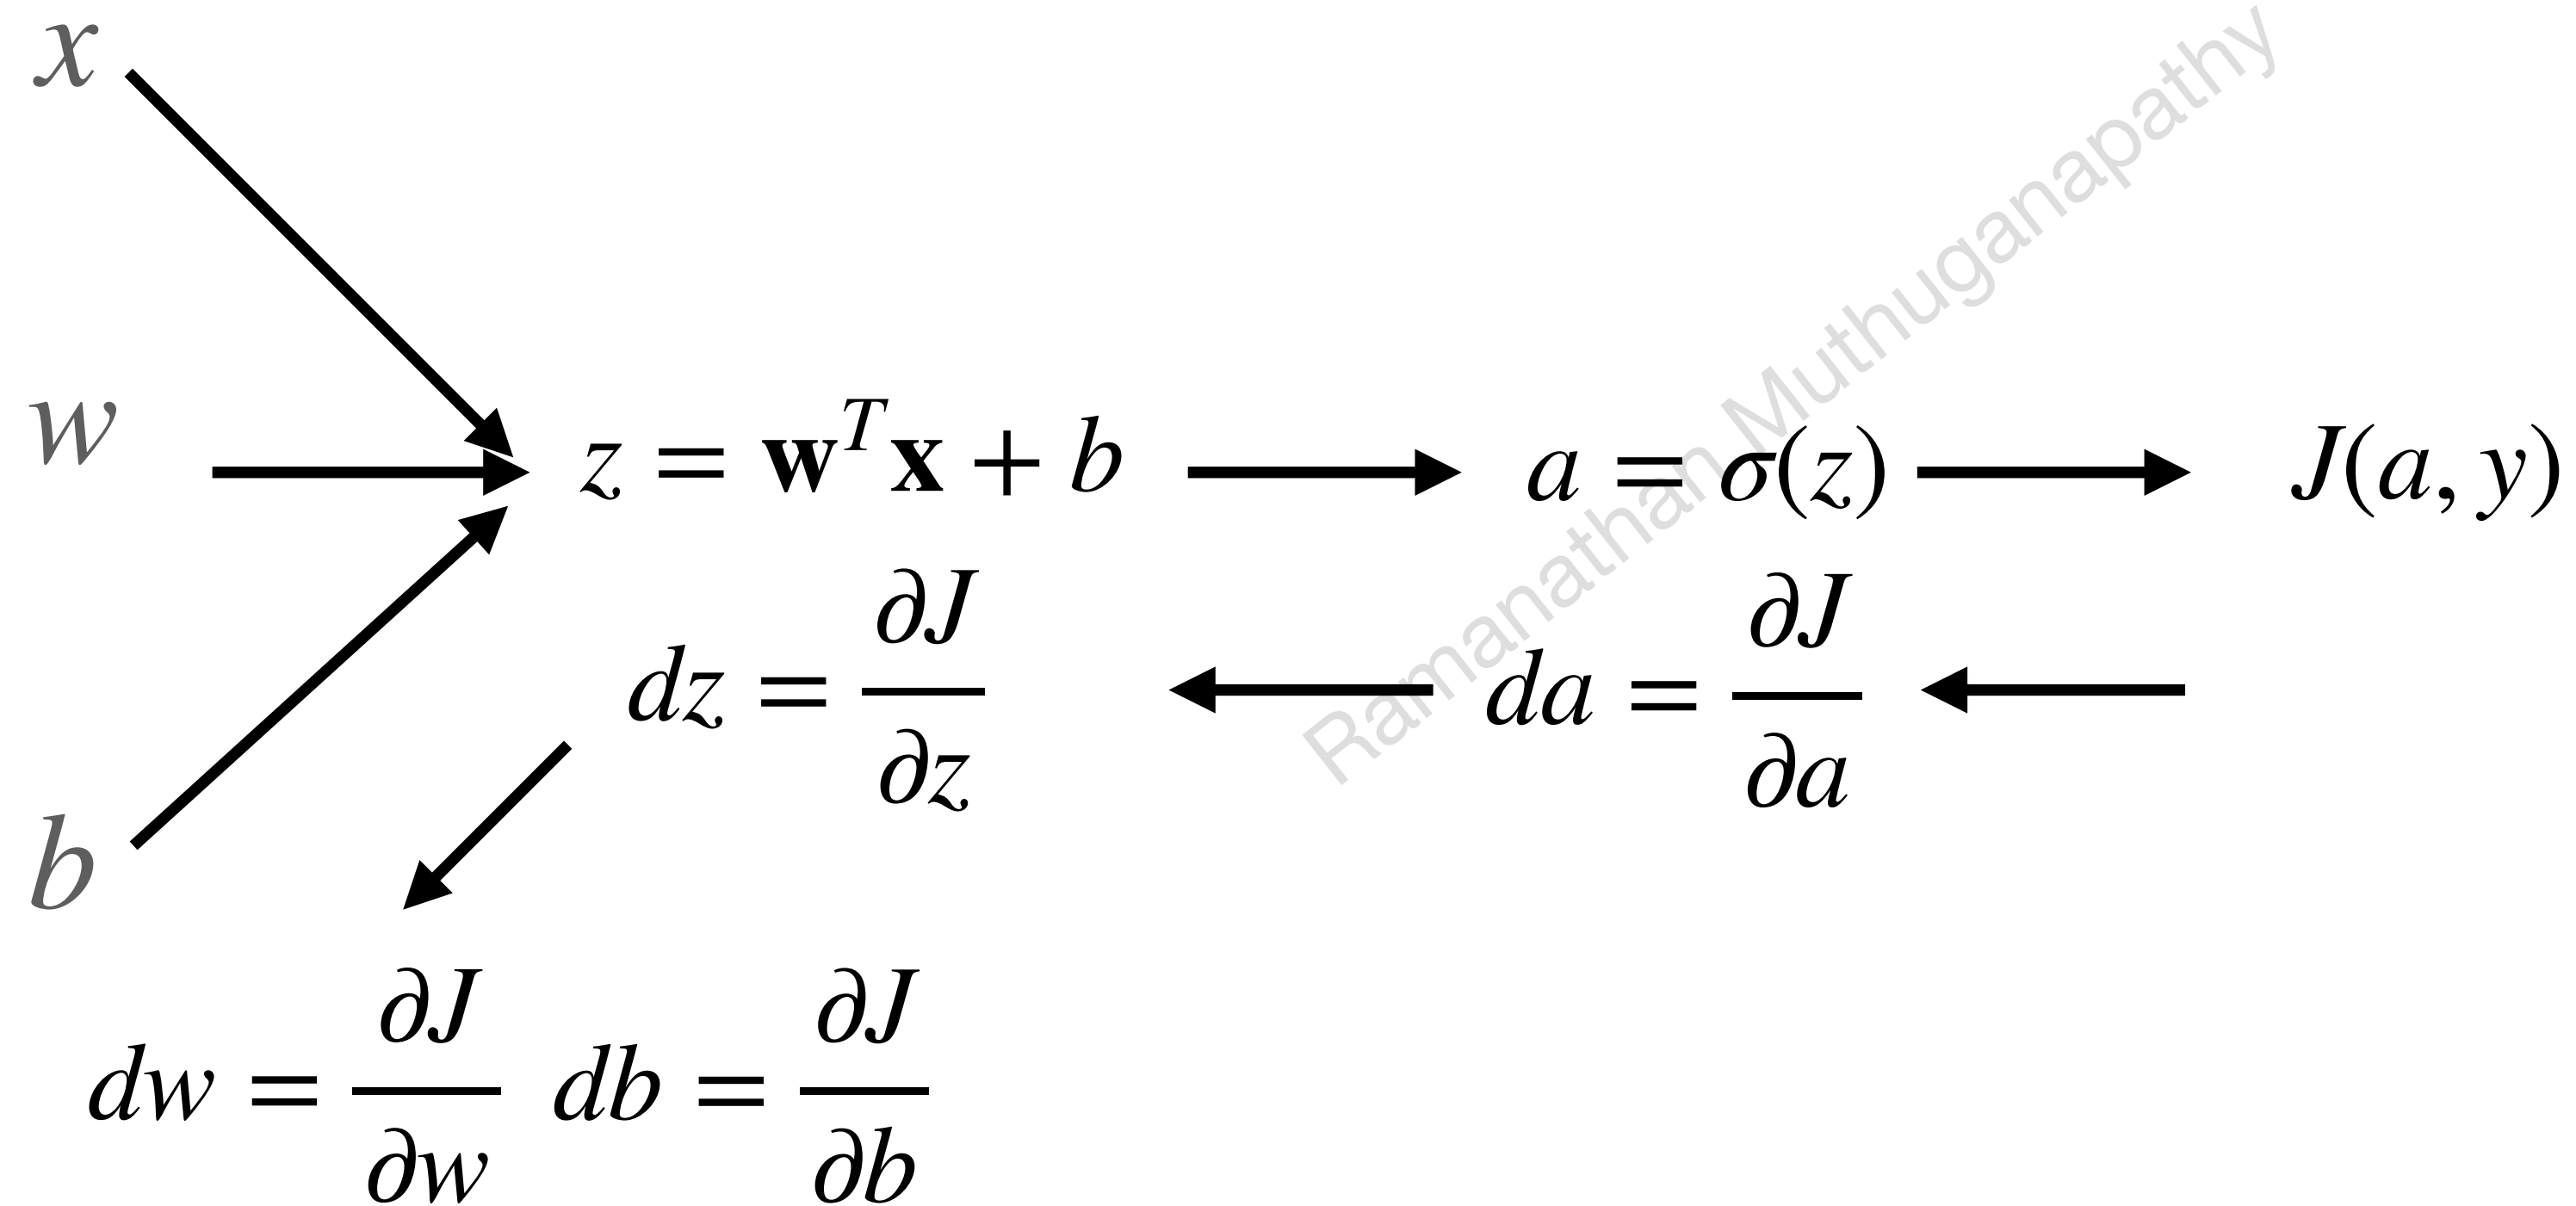 x
w
z = w^T x + b
a = σ(z)
J(a, y)
dz = ∂J/∂z
da = ∂J/∂a
b
dw = ∂J/∂w
db = ∂J/∂b
Ramanathan Muthuganapathy